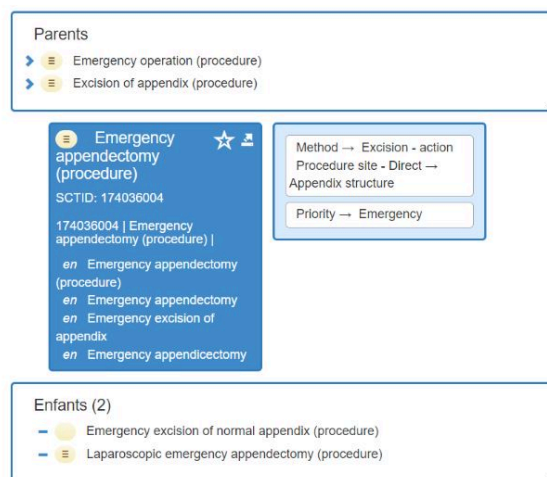 Parents
Emergency operation (procedure)
Excision of appendix (procedure)
Emergency
appendectomy
(procedure)
SCTID: 174036004
174036004 | Emergency
appendectomy (procedure) |
en Emergency appendectomy
(procedure)
en Emergency appendectomy
en Emergency excision of
appendix
en Emergency appendicectomy
Method → Excision - action
Procedure site - Direct →
Appendix structure
Priority → Emergency
Enfants (2)
Emergency excision of normal appendix (procedure)
Laparoscopic emergency appendectomy (procedure)